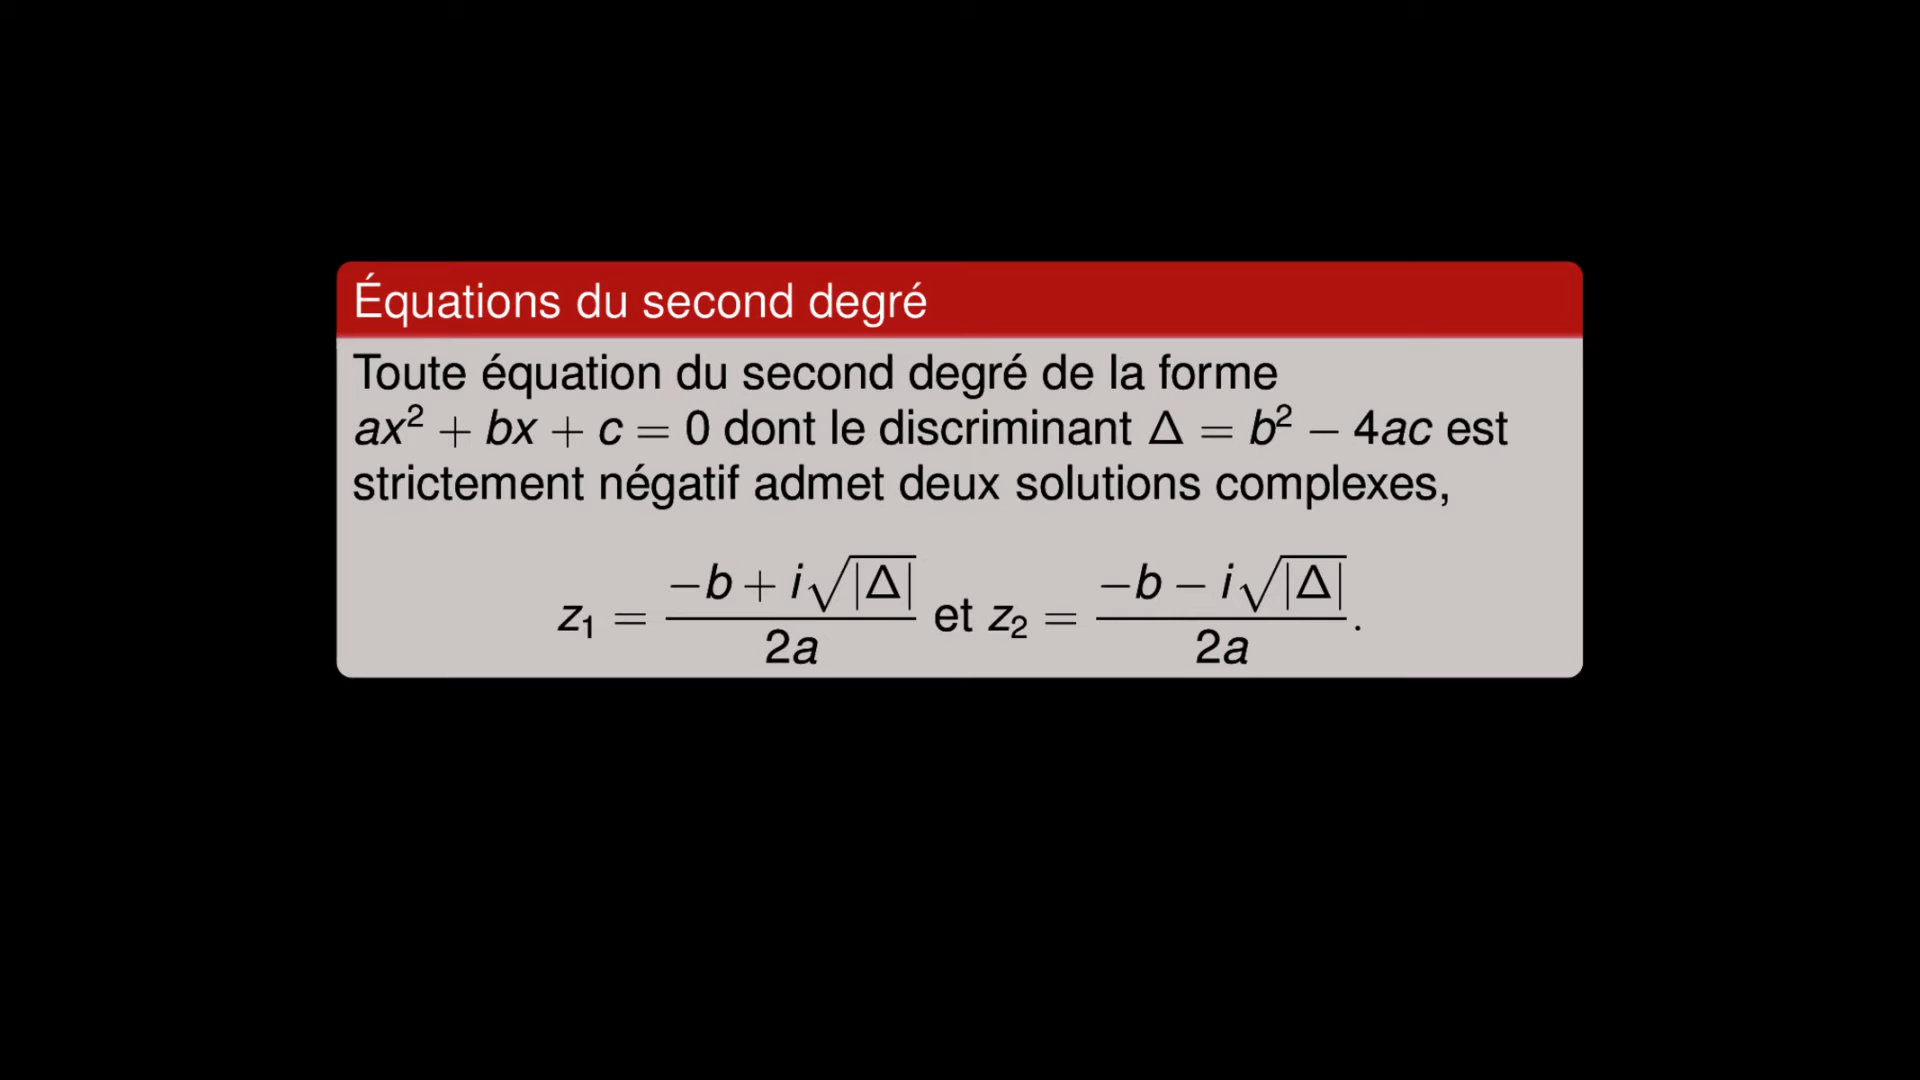 Équations du second degré
Toute équation du second degré de la forme
ax² + bx + c = 0 dont le discriminant Δ = b² − 4ac est
strictement négatif admet deux solutions complexes,
z₁ = (−b + i√|Δ|)/(2a) et z₂ = (−b − i√|Δ|)/(2a).